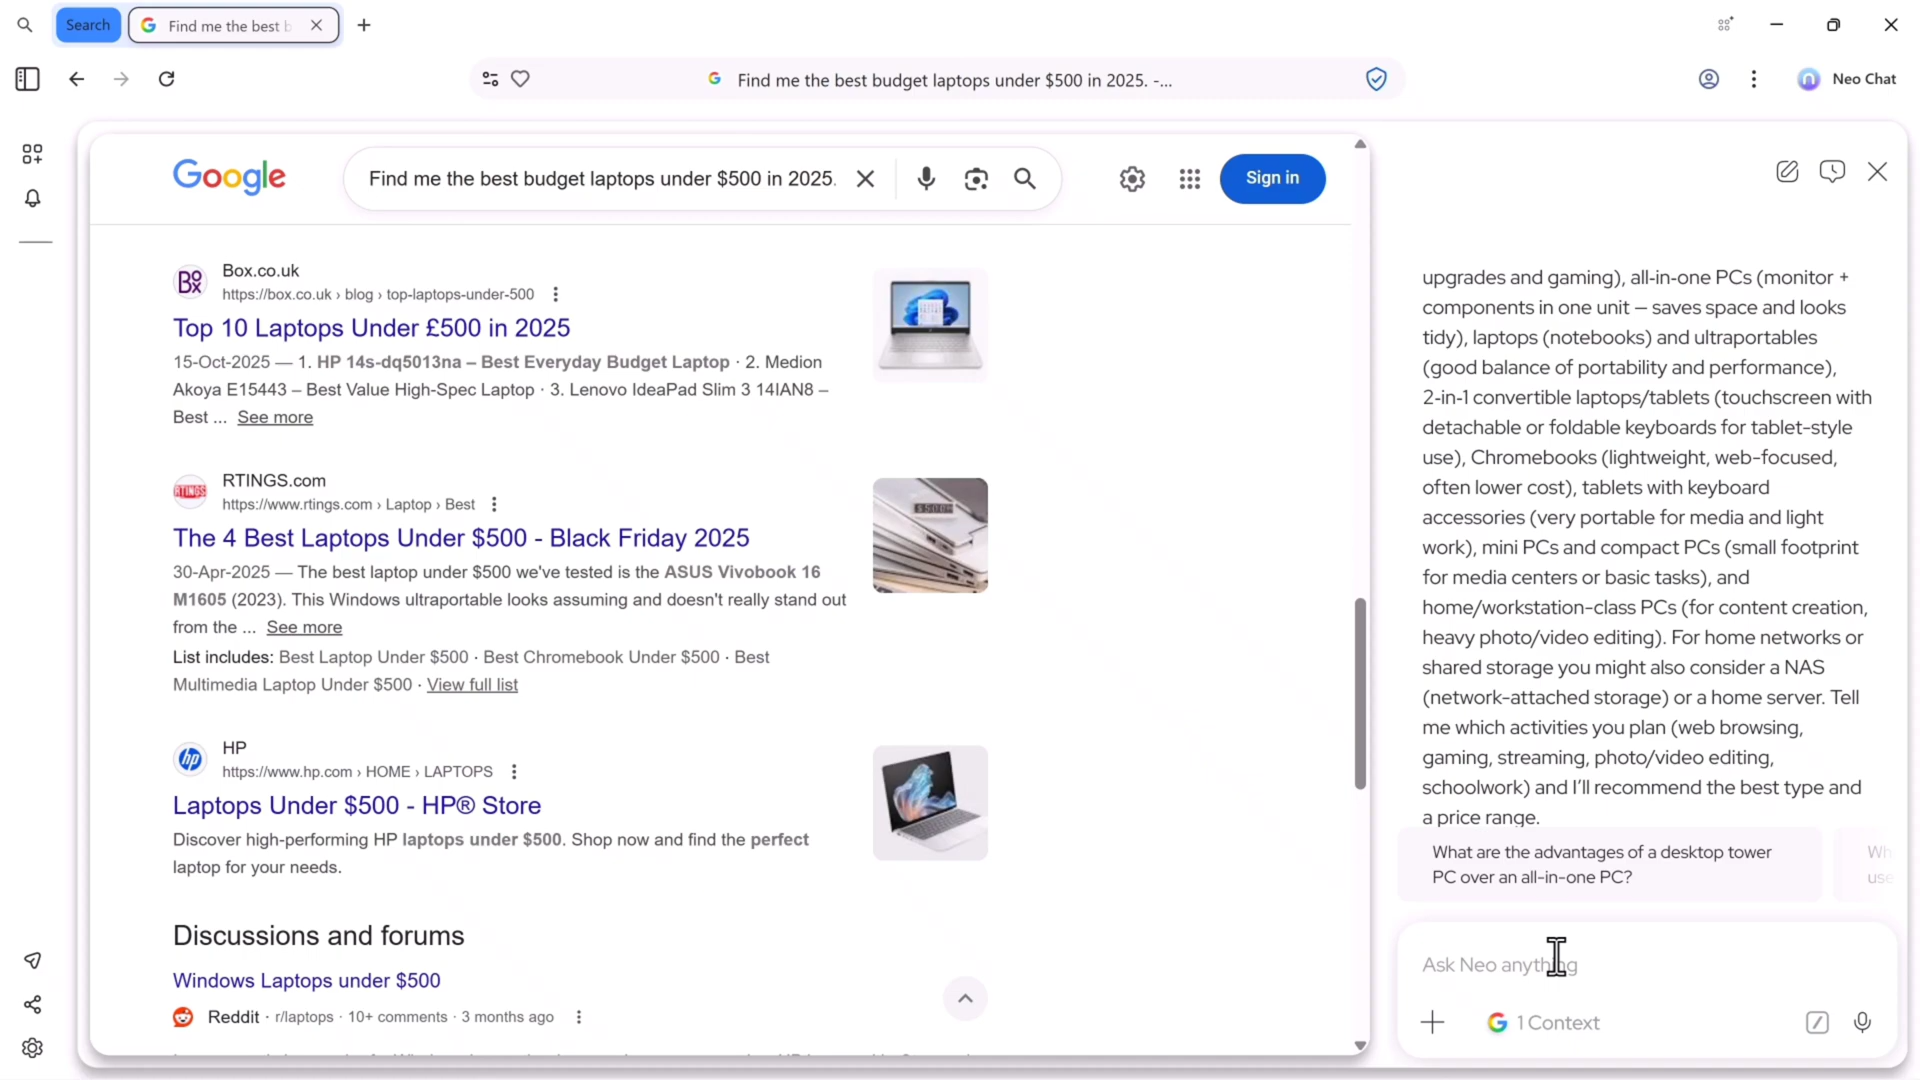 Search
Find me the best b
Find me the best budget laptops under $500 in 2025. -...
Neo Chat
Google
Find me the best budget laptops under $500 in 2025.
Sign in
Box.co.uk
https://box.co.uk › blog › top-laptops-under-500
Top 10 Laptops Under £500 in 2025
15-Oct-2025 — 1. HP 14s-dq5013na – Best Everyday Budget Laptop · 2. Medion
Akoya E15443 – Best Value High-Spec Laptop · 3. Lenovo IdeaPad Slim 3 14IAN8 –
Best ... See more
RTINGS.com
https://www.rtings.com › Laptop › Best
The 4 Best Laptops Under $500 - Black Friday 2025
30-Apr-2025 — The best laptop under $500 we've tested is the ASUS Vivobook 16
M1605 (2023). This Windows ultraportable looks assuming and doesn't really stand out
from the ... See more
List includes: Best Laptop Under $500 · Best Chromebook Under $500 · Best
Multimedia Laptop Under $500 · View full list
HP
https://www.hp.com › HOME › LAPTOPS
Laptops Under $500 - HP® Store
Discover high-performing HP laptops under $500. Shop now and find the perfect
laptop for your needs.
Discussions and forums
Windows Laptops under $500
Reddit · r/laptops · 10+ comments · 3 months ago
upgrades and gaming), all-in-one PCs (monitor +
components in one unit — saves space and looks
tidy), laptops (notebooks) and ultraportables
(good balance of portability and performance),
2-in-1 convertible laptops/tablets (touchscreen with
detachable or foldable keyboards for tablet-style
use), Chromebooks (lightweight, web-focused,
often lower cost), tablets with keyboard
accessories (very portable for media and light
work), mini PCs and compact PCs (small footprint
for media centers or basic tasks), and
home/workstation-class PCs (for content creation,
heavy photo/video editing). For home networks or
shared storage you might also consider a NAS
(network-attached storage) or a home server. Tell
me which activities you plan (web browsing,
gaming, streaming, photo/video editing,
schoolwork) and I'll recommend the best type and
a price range.
What are the advantages of a desktop tower
PC over an all-in-one PC?
Wh
use
Ask Neo anything
1 Context